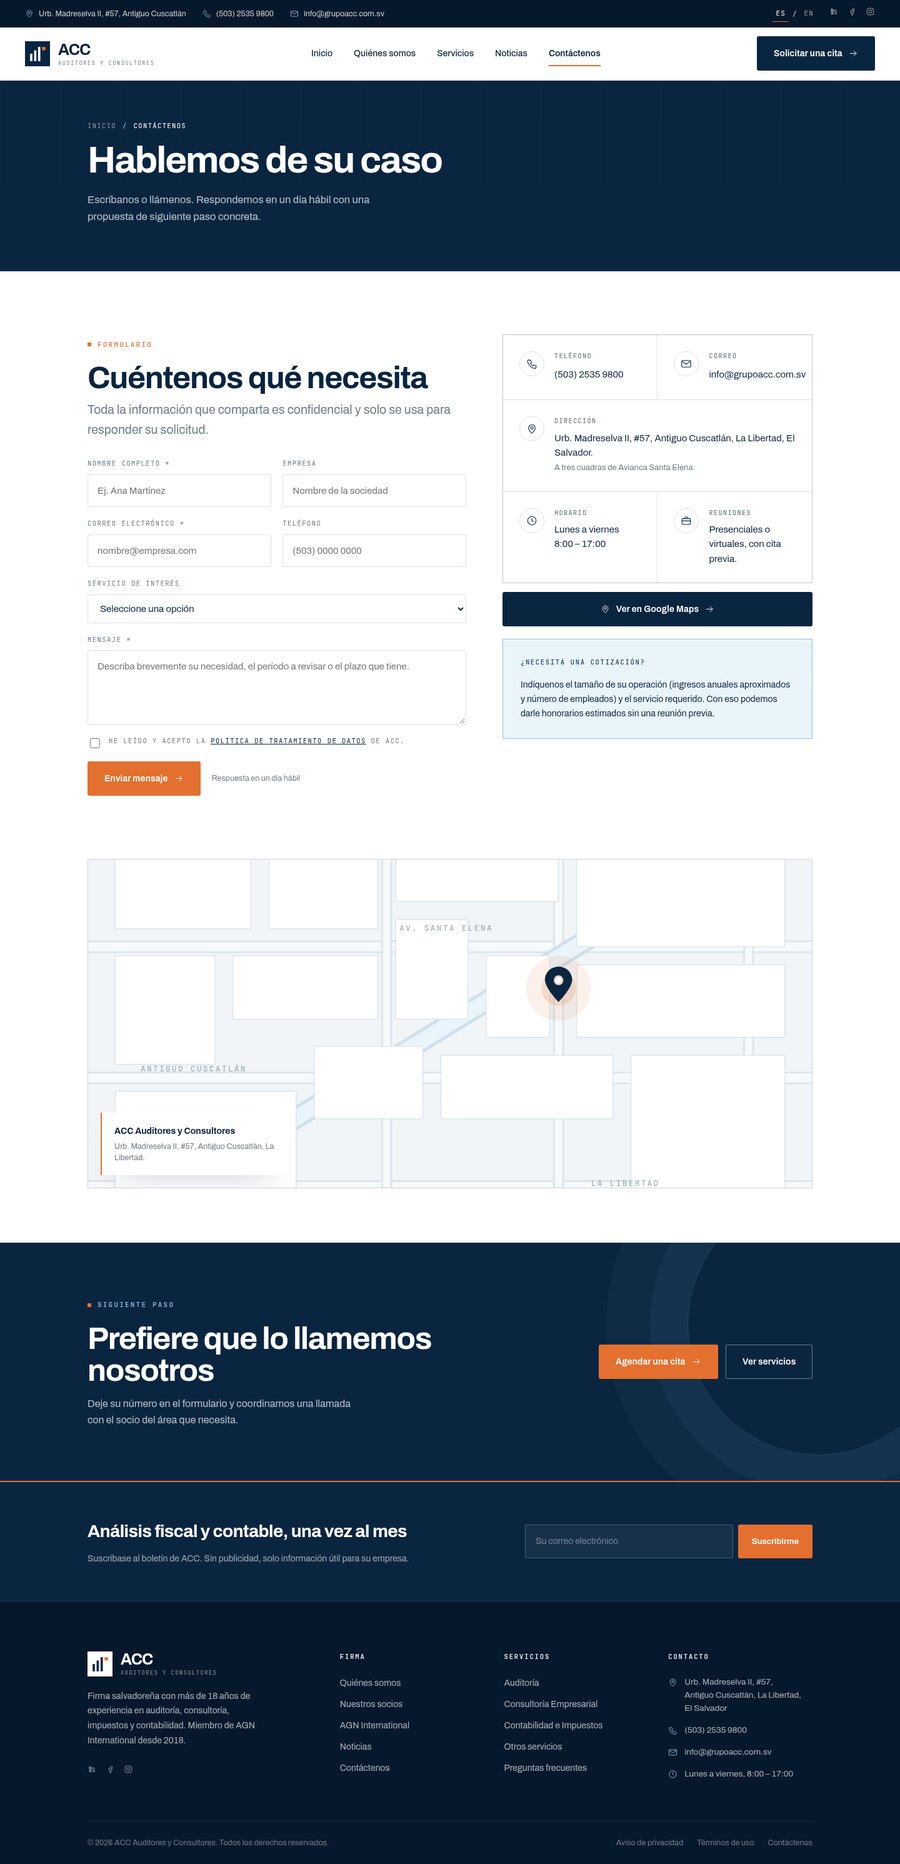 Urb. Madreselva II, #57, Antiguo Cuscatlán
(503) 2535 9800
info@grupoacc.com.sv
ES / EN
ACC
AUDITORES Y CONSULTORES
Inicio
Quiénes somos
Servicios
Noticias
Contáctenos
Solicitar una cita
INICIO / CONTÁCTENOS
Hablemos de su caso
Escríbanos o llámenos. Respondemos en un día hábil con una
propuesta de siguiente paso concreta.
FORMULARIO
Cuéntenos qué necesita
Toda la información que comparta es confidencial y solo se usa para
responder su solicitud.
NOMBRE COMPLETO *
EMPRESA
Ej. Ana Martínez
Nombre de la sociedad
CORREO ELECTRÓNICO *
TELÉFONO
nombre@empresa.com
(503) 0000 0000
SERVICIO DE INTERÉS
Seleccione una opción
MENSAJE *
Describa brevemente su necesidad, el período a revisar o el plazo que tiene.
HE LEÍDO Y ACEPTO LA POLÍTICA DE TRATAMIENTO DE DATOS DE ACC.
Enviar mensaje
Respuesta en un día hábil
TELÉFONO
(503) 2535 9800
CORREO
info@grupoacc.com.sv
DIRECCIÓN
Urb. Madreselva II, #57, Antiguo Cuscatlán, La Libertad, El
Salvador.
A tres cuadras de Avianca Santa Elena.
HORARIO
Lunes a viernes
8:00 – 17:00
REUNIONES
Presenciales o
virtuales, con cita
previa.
Ver en Google Maps
¿NECESITA UNA COTIZACIÓN?
Indíquenos el tamaño de su operación (ingresos anuales aproximados
y número de empleados) y el servicio requerido. Con eso podemos
darle honorarios estimados sin una reunión previa.
AV. SANTA ELENA
ANTIGUO CUSCATLÁN
ACC Auditores y Consultores
Urb. Madreselva II, #57, Antiguo Cuscatlán, La
Libertad.
LA LIBERTAD
SIGUIENTE PASO
Prefiere que lo llamemos
nosotros
Deje su número en el formulario y coordinamos una llamada
con el socio del área que necesita.
Agendar una cita
Ver servicios
Análisis fiscal y contable, una vez al mes
Suscríbase al boletín de ACC. Sin publicidad, solo información útil para su empresa.
Su correo electrónico
Suscribirme
ACC
AUDITORES Y CONSULTORES
Firma salvadoreña con más de 18 años de
experiencia en auditoría, consultoría,
impuestos y contabilidad. Miembro de AGN
International desde 2018.
FIRMA
Quiénes somos
Nuestros socios
AGN International
Noticias
Contáctenos
SERVICIOS
Auditoría
Consultoría Empresarial
Contabilidad e Impuestos
Otros servicios
Preguntas frecuentes
CONTACTO
Urb. Madreselva II, #57,
Antiguo Cuscatlán, La Libertad,
El Salvador
(503) 2535 9800
info@grupoacc.com.sv
Lunes a viernes, 8:00 – 17:00
© 2026 ACC Auditores y Consultores. Todos los derechos reservados.
Aviso de privacidad
Términos de uso
Contáctenos